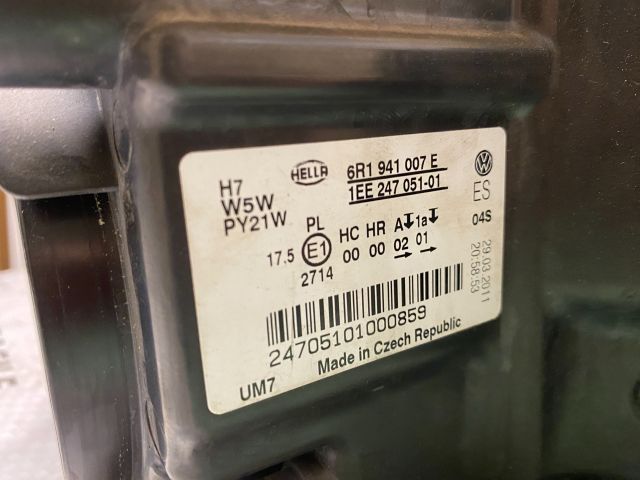 H7
W5W
PY21W
HELLA
6R1 941 007 E
1EE 247 051-01
ES
04S
PL
17.5 E1
2714
HC HR A 1a
00 00 02 01
29.03.2011
20:58:53
24705101000859
Made in Czech Republic
UM7